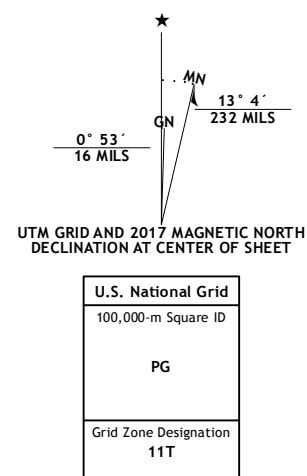 ★
MN
GN
13° 4´
232 MILS
0° 53´
16 MILS
UTM GRID AND 2017 MAGNETIC NORTH
DECLINATION AT CENTER OF SHEET
U.S. National Grid
100,000-m Square ID
PG
Grid Zone Designation
11T